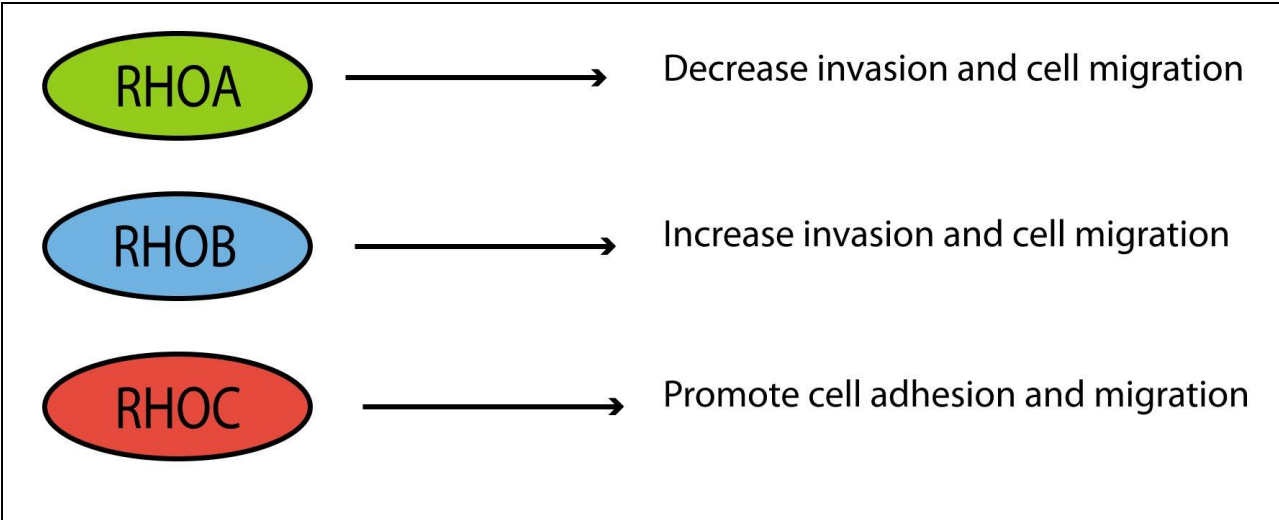 RHOA
Decrease invasion and cell migration
RHOB
Increase invasion and cell migration
RHOC
Promote cell adhesion and migration